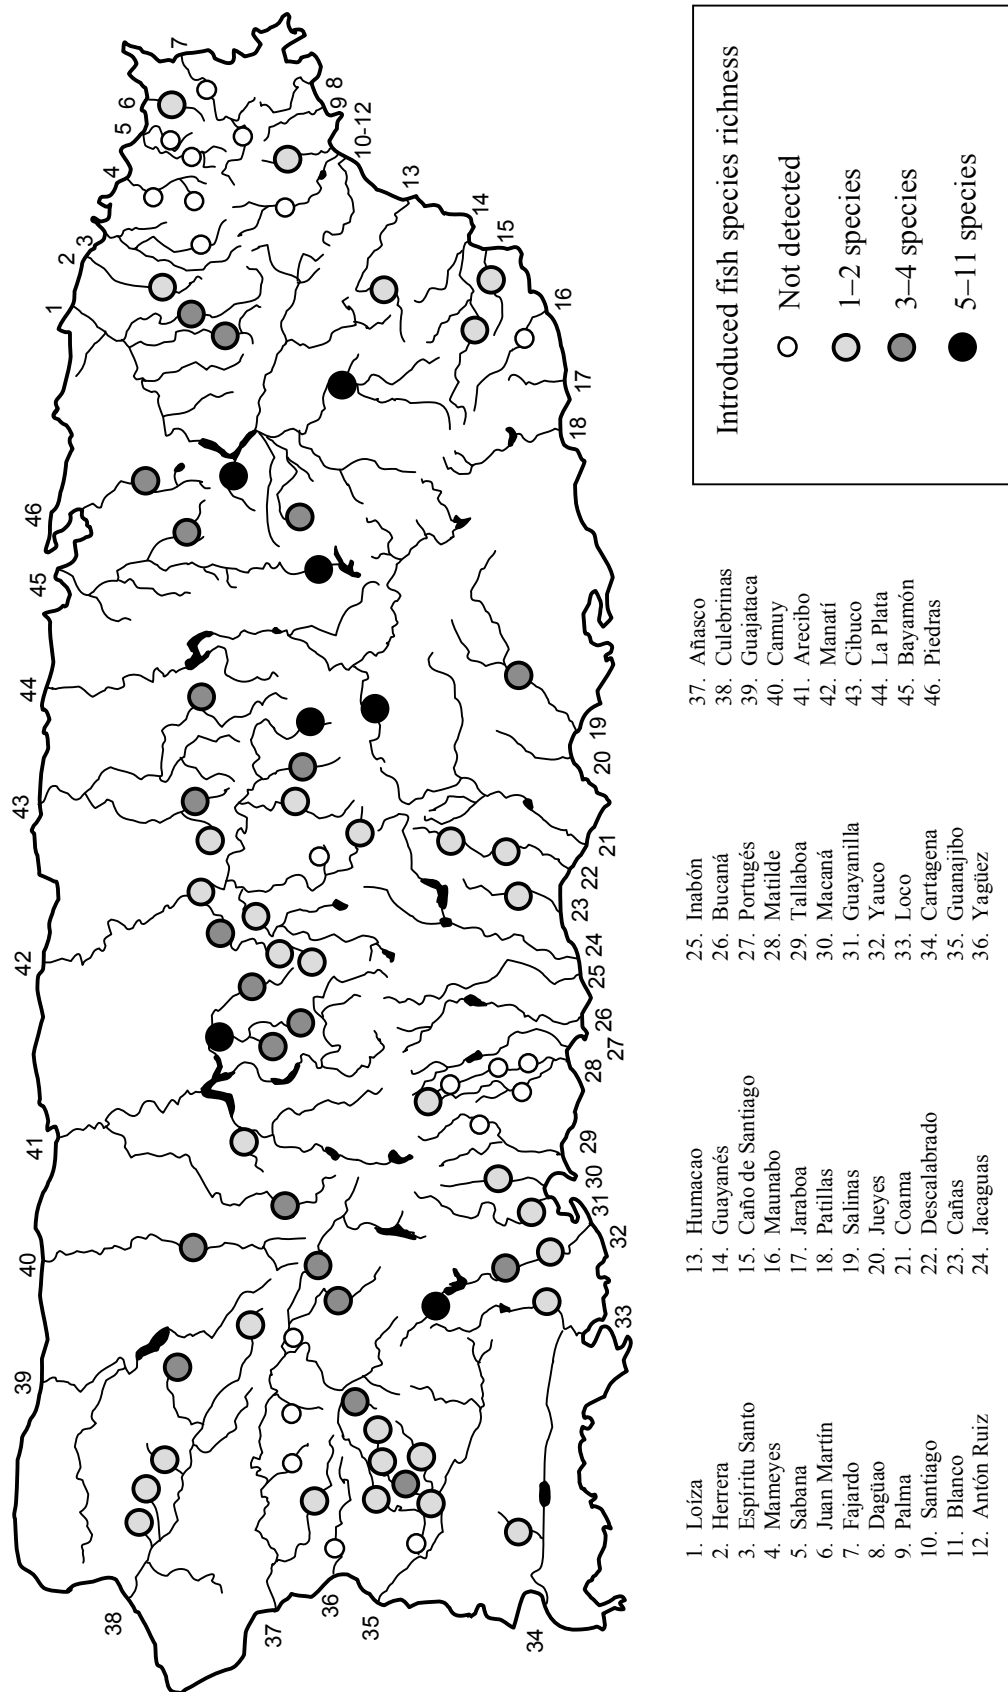 1
2
3
4
5
6
7
8
9
10-12
13
14
15
16
17
18
19
20
21
22
23
24
25
26
27
28
29
30
31
32
33
34
35
36
37
38
39
40
41
42
43
44
45
46
Introduced fish species richness
Not detected
1–2 species
3–4 species
5–11 species
1. Loíza
2. Herrera
3. Espíritu Santo
4. Mameyes
5. Sabana
6. Juan Martín
7. Fajardo
8. Dagüao
9. Palma
10. Santiago
11. Blanco
12. Antón Ruiz
13. Humacao
14. Guayanés
15. Caño de Santiago
16. Maunabo
17. Jaraboa
18. Patillas
19. Salinas
20. Jueyes
21. Coama
22. Descalabrado
23. Cañas
24. Jacaguas
25. Inabón
26. Bucaná
27. Portugés
28. Matilde
29. Tallaboa
30. Macaná
31. Guayanilla
32. Yauco
33. Loco
34. Cartagena
35. Guanajibo
36. Yagüez
37. Añasco
38. Culebrinas
39. Guajataca
40. Camuy
41. Arecibo
42. Manatí
43. Cibuco
44. La Plata
45. Bayamón
46. Piedras